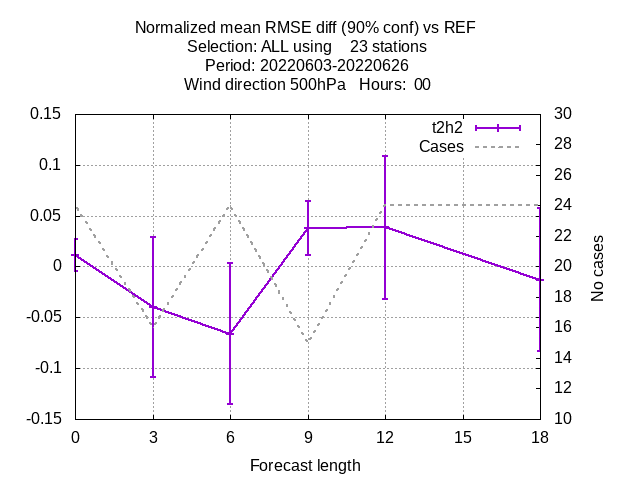 Normalized mean RMSE diff (90% conf) vs REF
Selection: ALL using    23 stations
Period: 20220603-20220626
Wind direction 500hPa   Hours:  00
t2h2
Cases
0.15
0.1
0.05
0
-0.05
-0.1
-0.15
30
28
26
24
22
20
18
16
14
12
10
No cases
0 3 6 9 12 15 18
Forecast length